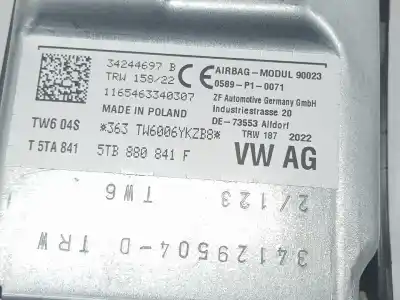 34244697 B
TRW 158/22
1165463340307
MADE IN POLAND
*363 TW6006YKZB8*
CE
AIRBAG-MODUL 90023
0589-P1-0071
ZF Automotive Germany GmbH
Industriestrasse 20
DE-73553 Alfdorf
TRW 187 2022
TW6 04S
T 5TA 841
5TB 880 841 F
VW AG
2/123
TW6
34129504-D TRW